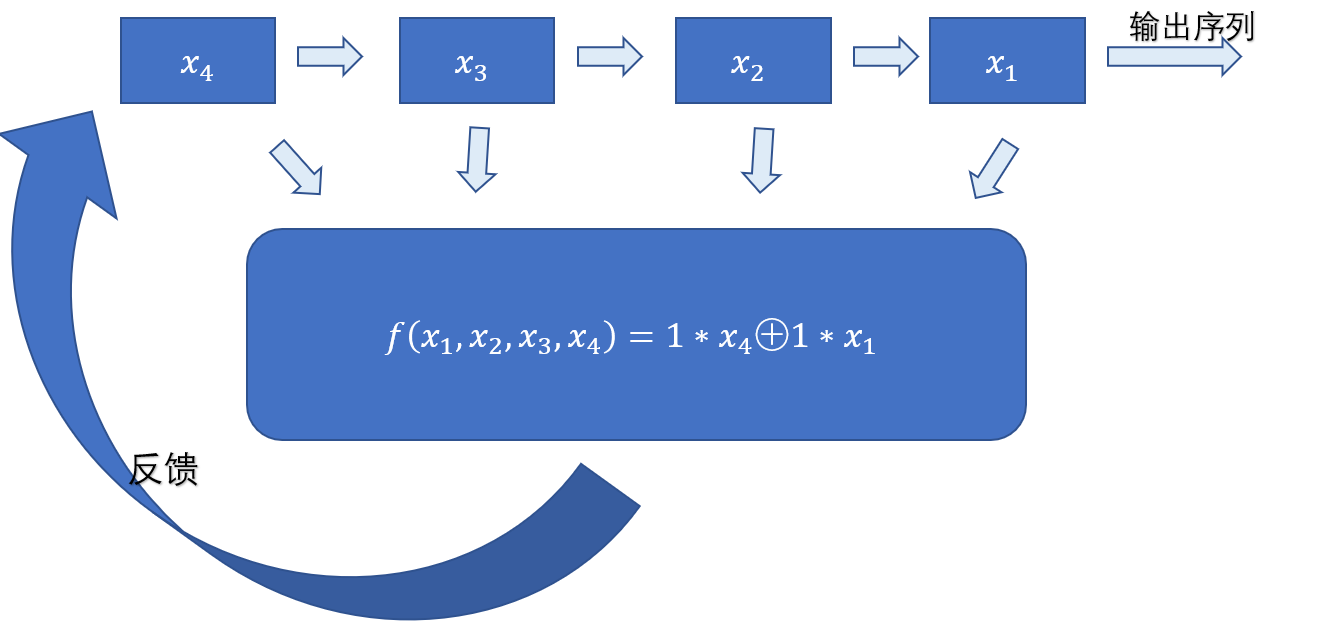 输出序列
x₄
x₃
x₂
x₁
f(x₁,x₂,x₃,x₄) = 1 ∗ x₄⊕1 ∗ x₁
反馈